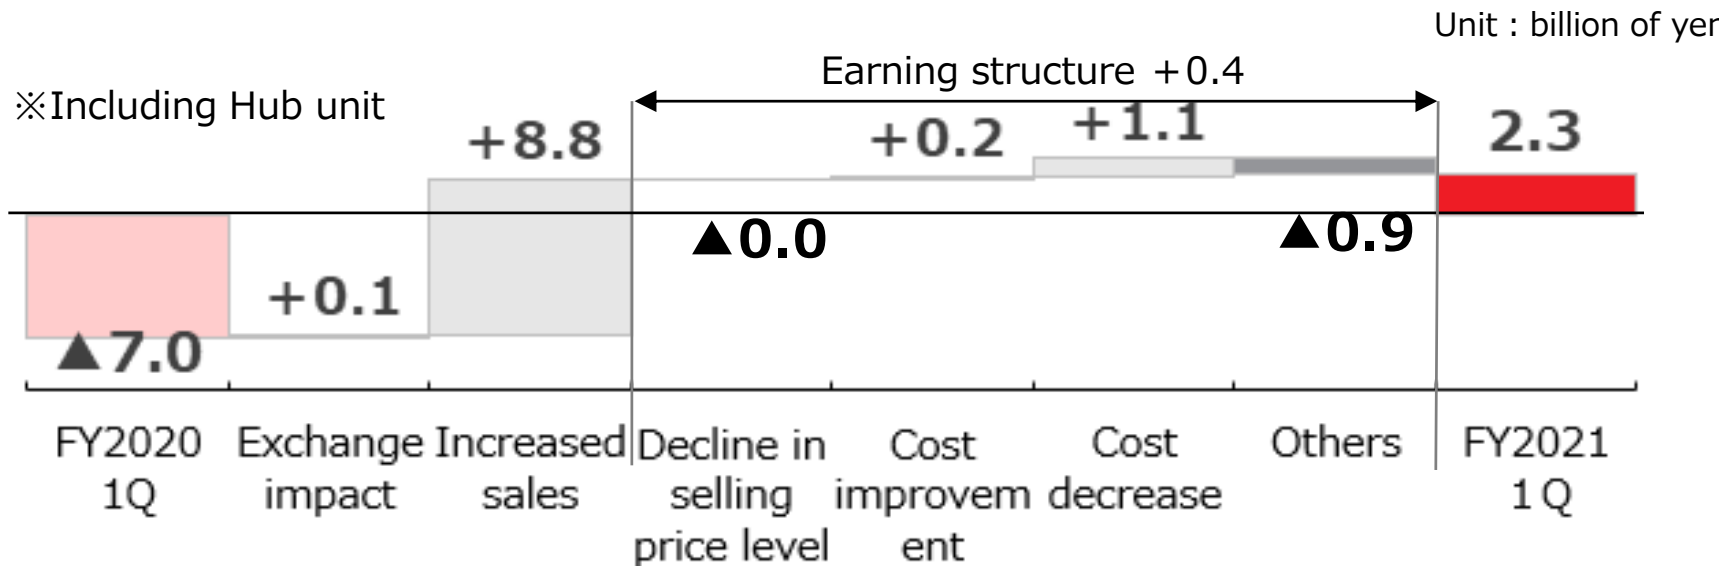 Unit : billion of yen
Earning structure +0.4
※Including Hub unit
+8.8
+0.2
+1.1
2.3
▲0.0
▲0.9
+0.1
▲7.0
FY2020
1Q
Exchange
impact
Increased
sales
Decline in
selling
price level
Cost
improvem
ent
Cost
decrease
Others
FY2021
1Q